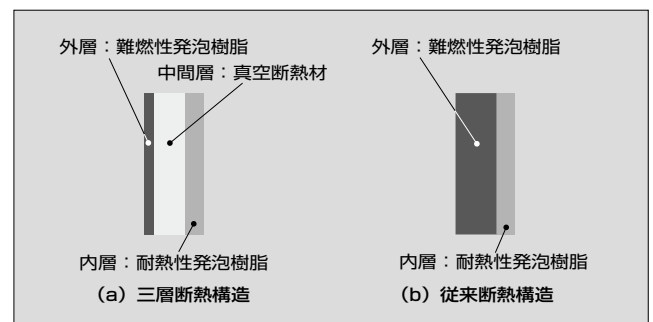 外層：難燃性発泡樹脂
中間層：真空断熱材
内層：耐熱性発泡樹脂
(a) 三層断熱構造
外層：難燃性発泡樹脂
内層：耐熱性発泡樹脂
(b) 従来断熱構造